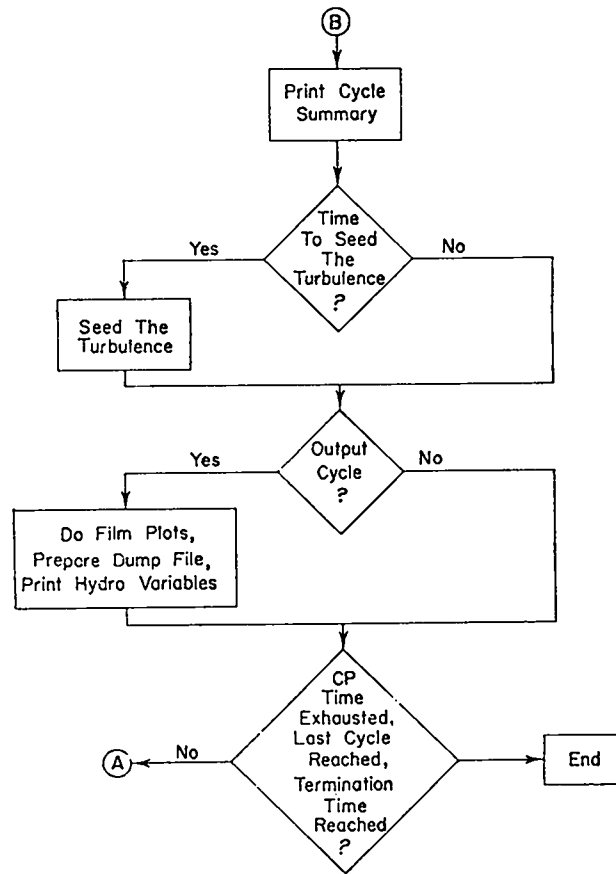 B
Print Cycle
Summary
Time
To Seed
The
Turbulence
?
Yes
No
Seed The
Turbulence
Output
Cycle
?
Yes
No
Do Film Plots,
Prepare Dump File,
Print Hydro Variables
CP
Time
Exhausted,
Last Cycle
Reached,
Termination
Time
Reached
?
No
A
End